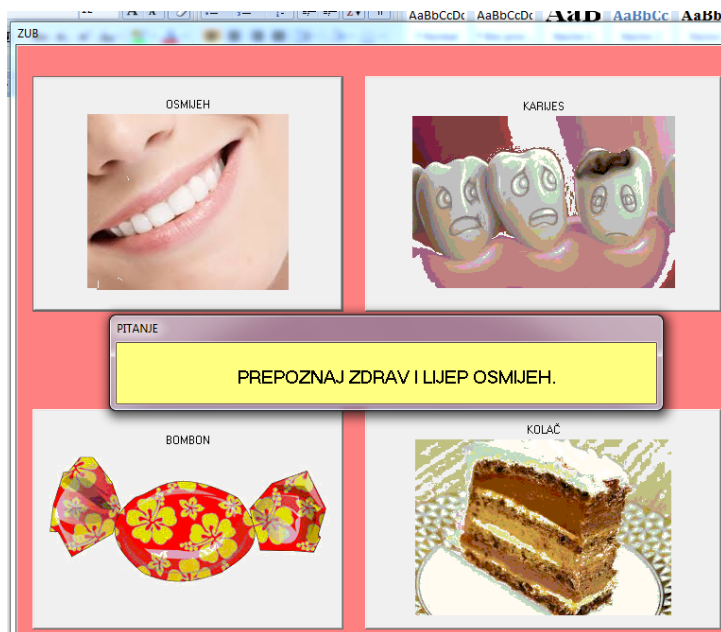 AaBbCcDc AaBbCcDc AaB AaBbCc AaBb
ZUB
OSMIJEH
KARIJES
PITANJE
PREPOZNAJ ZDRAV I LIJEP OSMIJEH.
BOMBON
KOLAČ